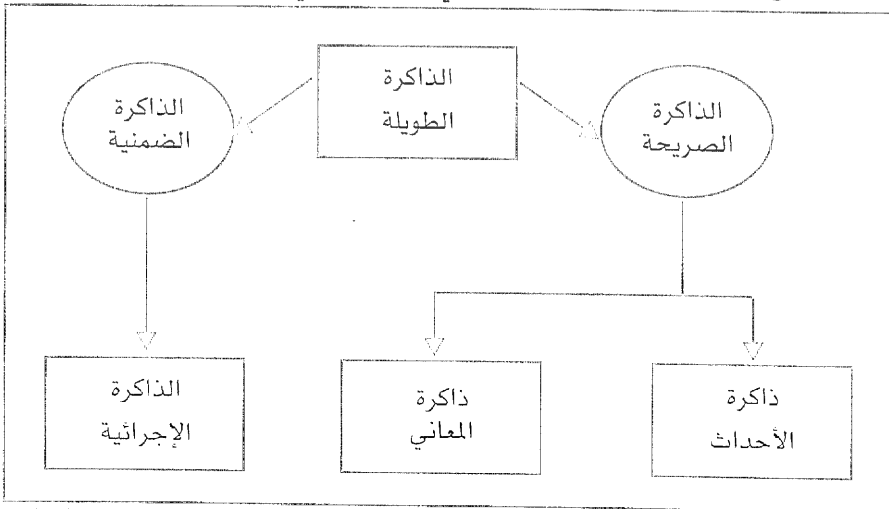 الذاكرة
الطويلة
الذاكرة
الصريحة
الذاكرة
الضمنية
ذاكرة
الأحداث
ذاكرة
المعاني
الذاكرة
الإجرائية